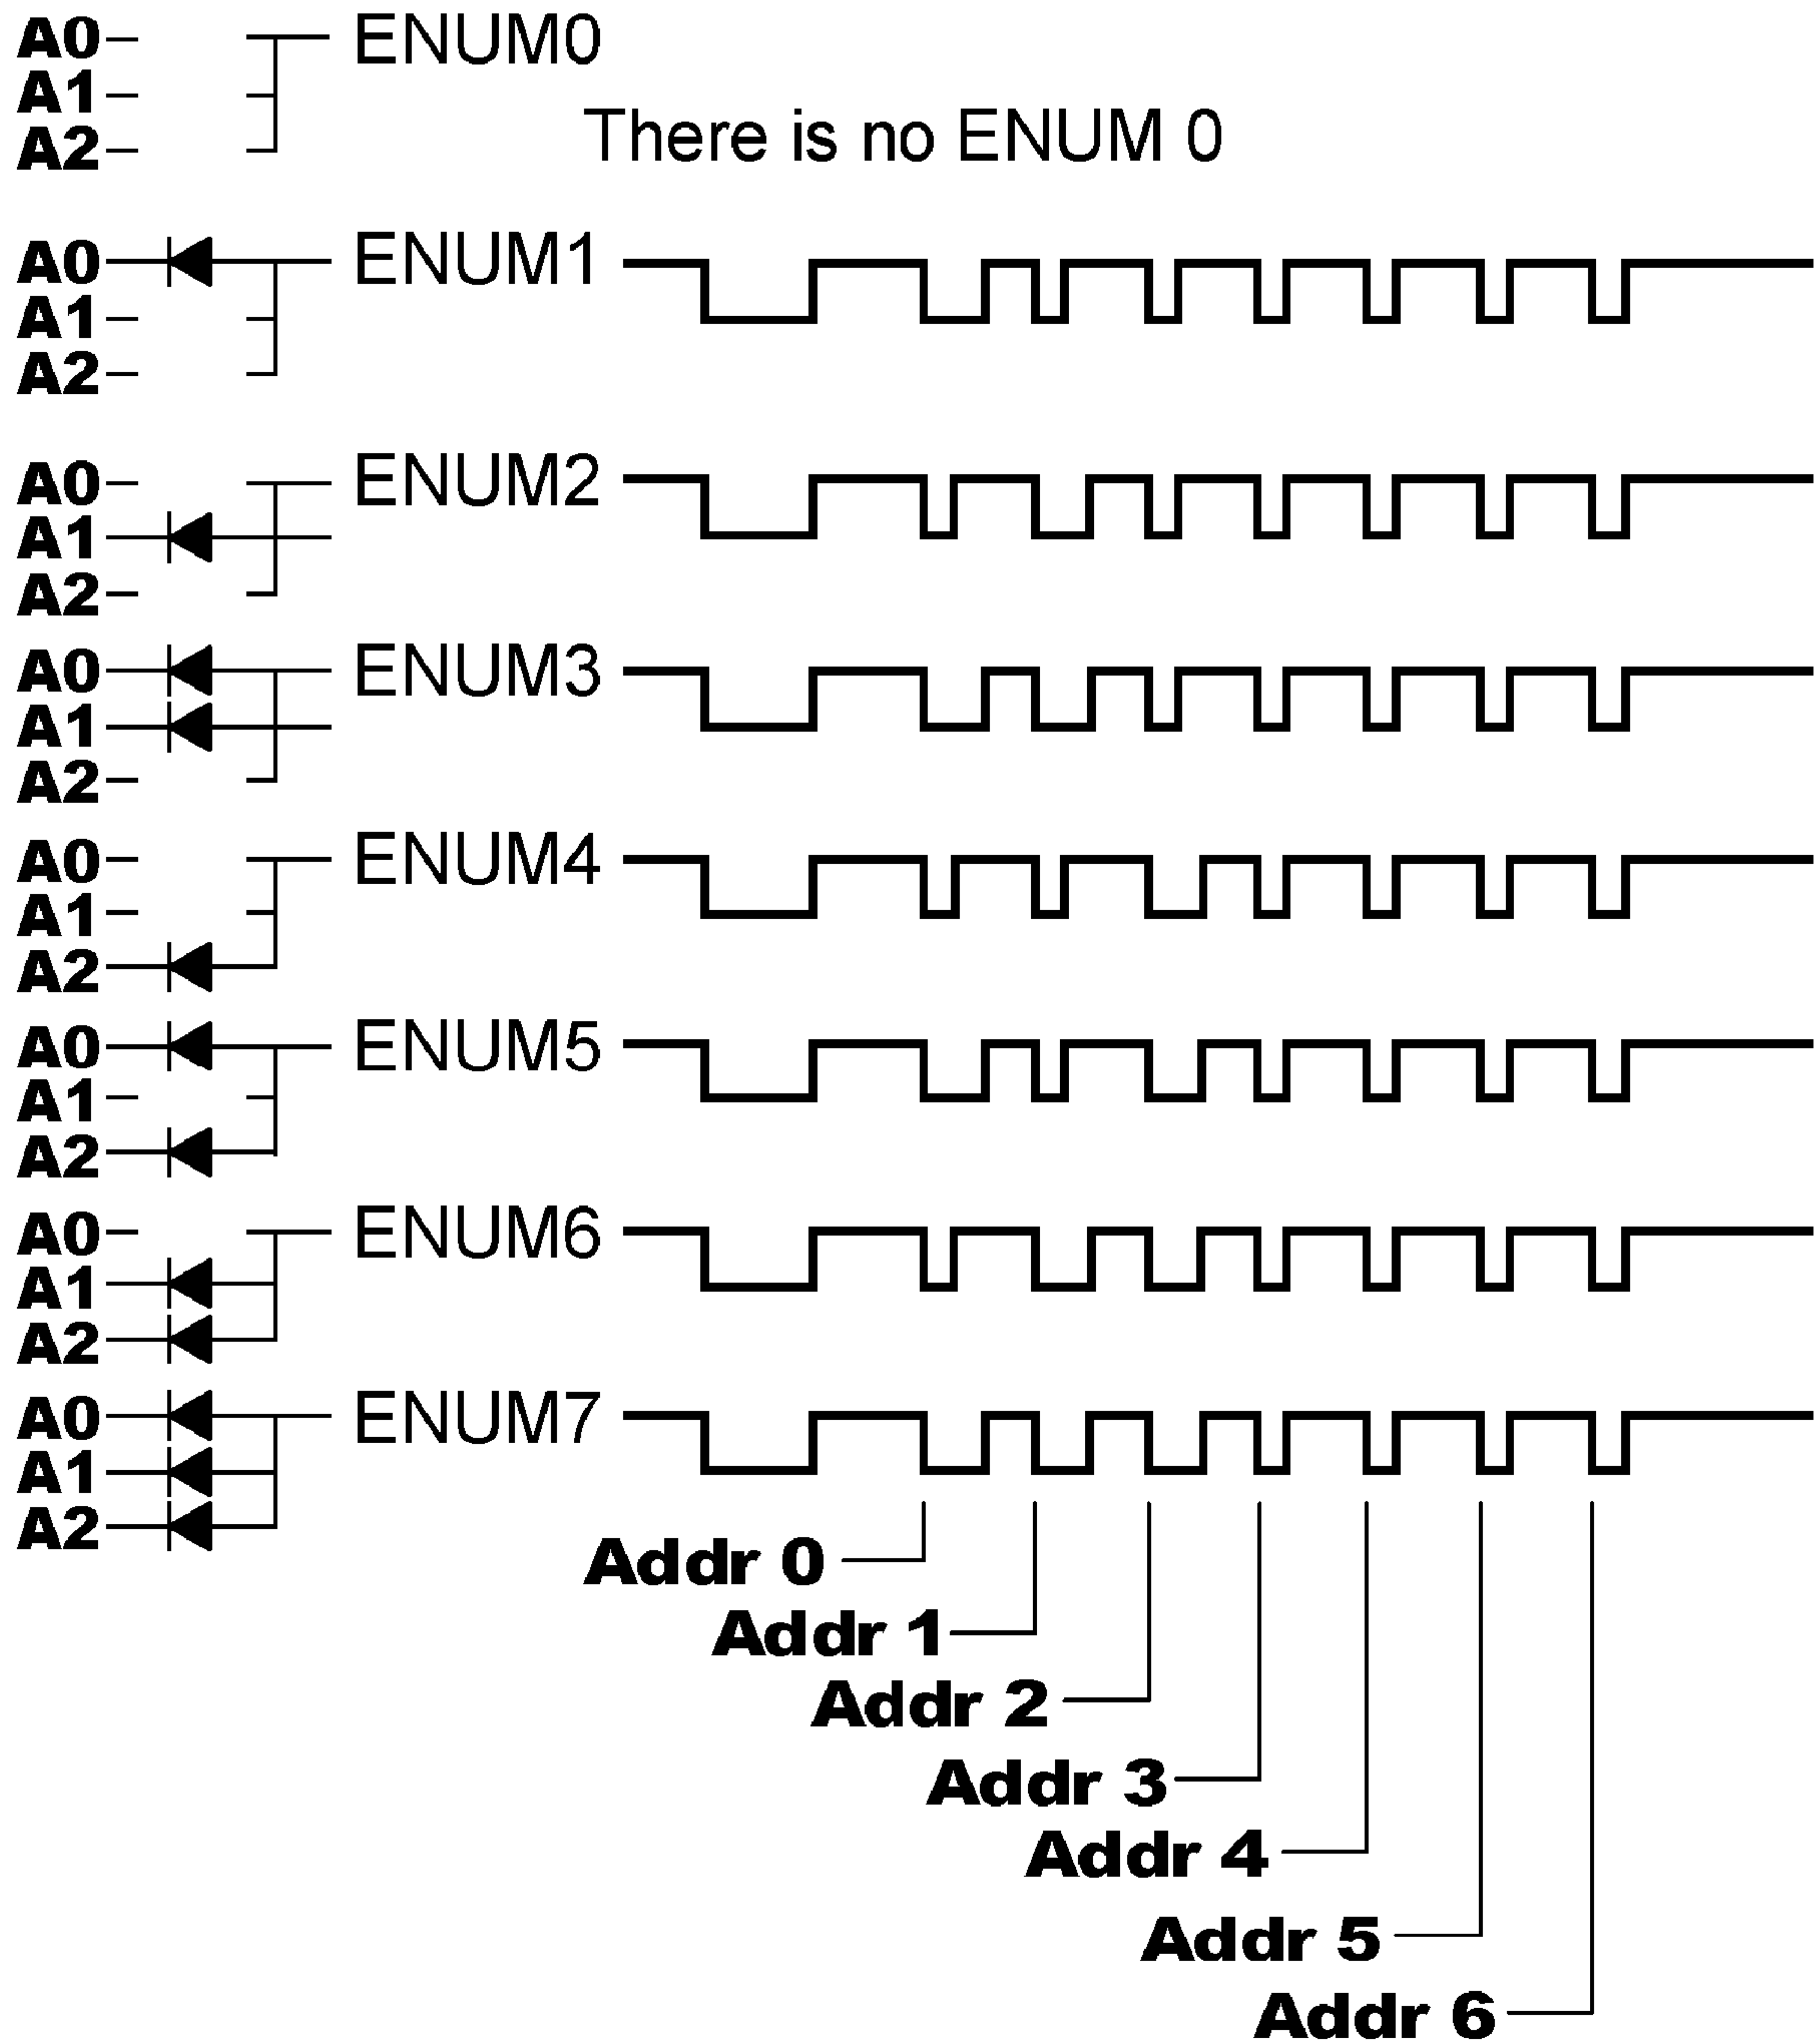 A0 ENUM0
A1
There is no ENUM 0
A2
A0 ENUM1
A1
A2
A0 ENUM2
A1
A2
A0 ENUM3
A1
A2
A0 ENUM4
A1
A2
A0 ENUM5
A1
A2
A0 ENUM6
A1
A2
A0 ENUM7
A1
A2
Addr 0
Addr 1
Addr 2
Addr 3
Addr 4
Addr 5
Addr 6